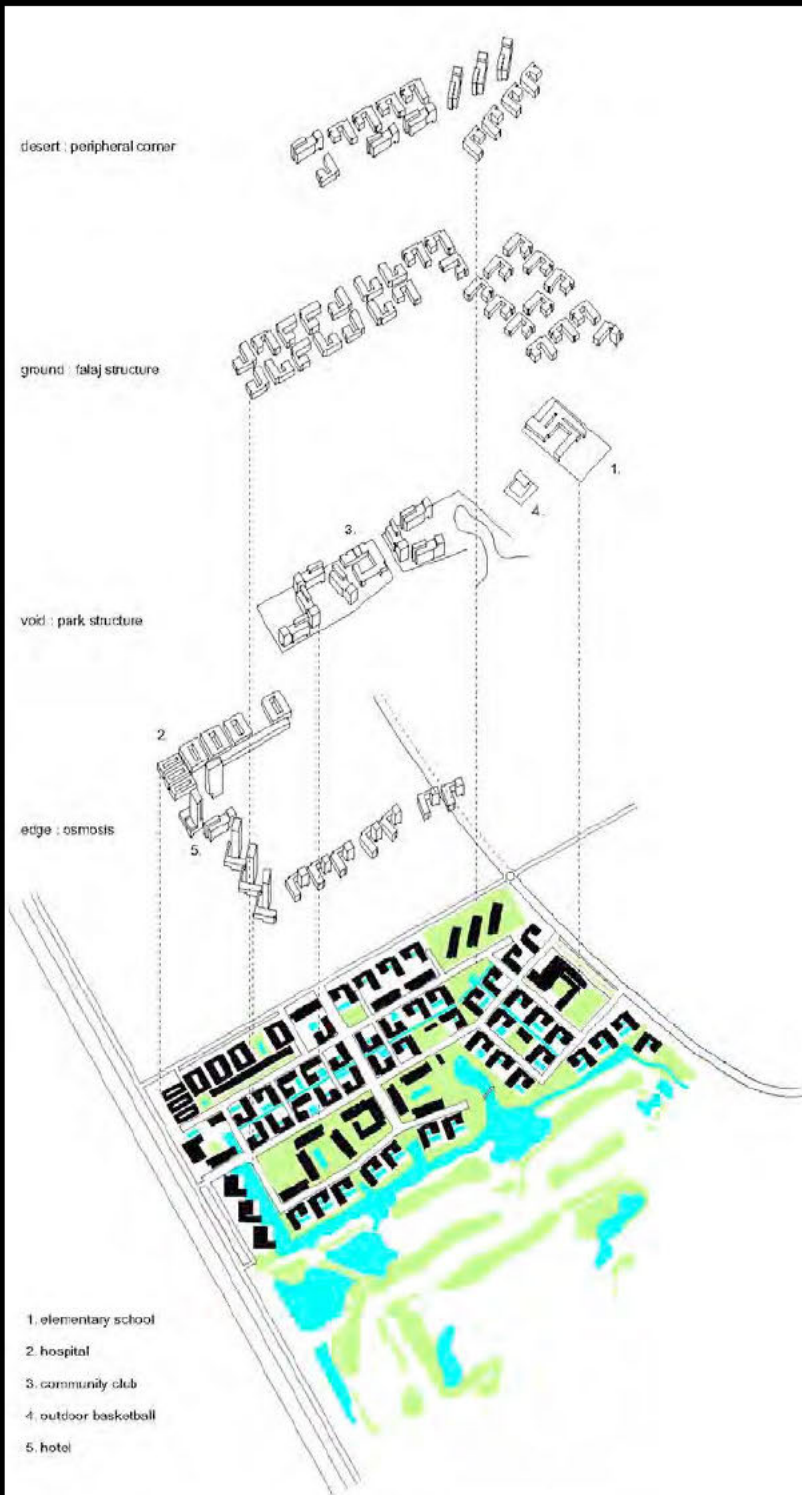 desert : peripheral corner
ground : falaj structure
1.
4.
3.
void : park structure
2
edge : osmosis
5.
1. elementary school
2. hospital
3. community club
4. outdoor basketball
5. hotel